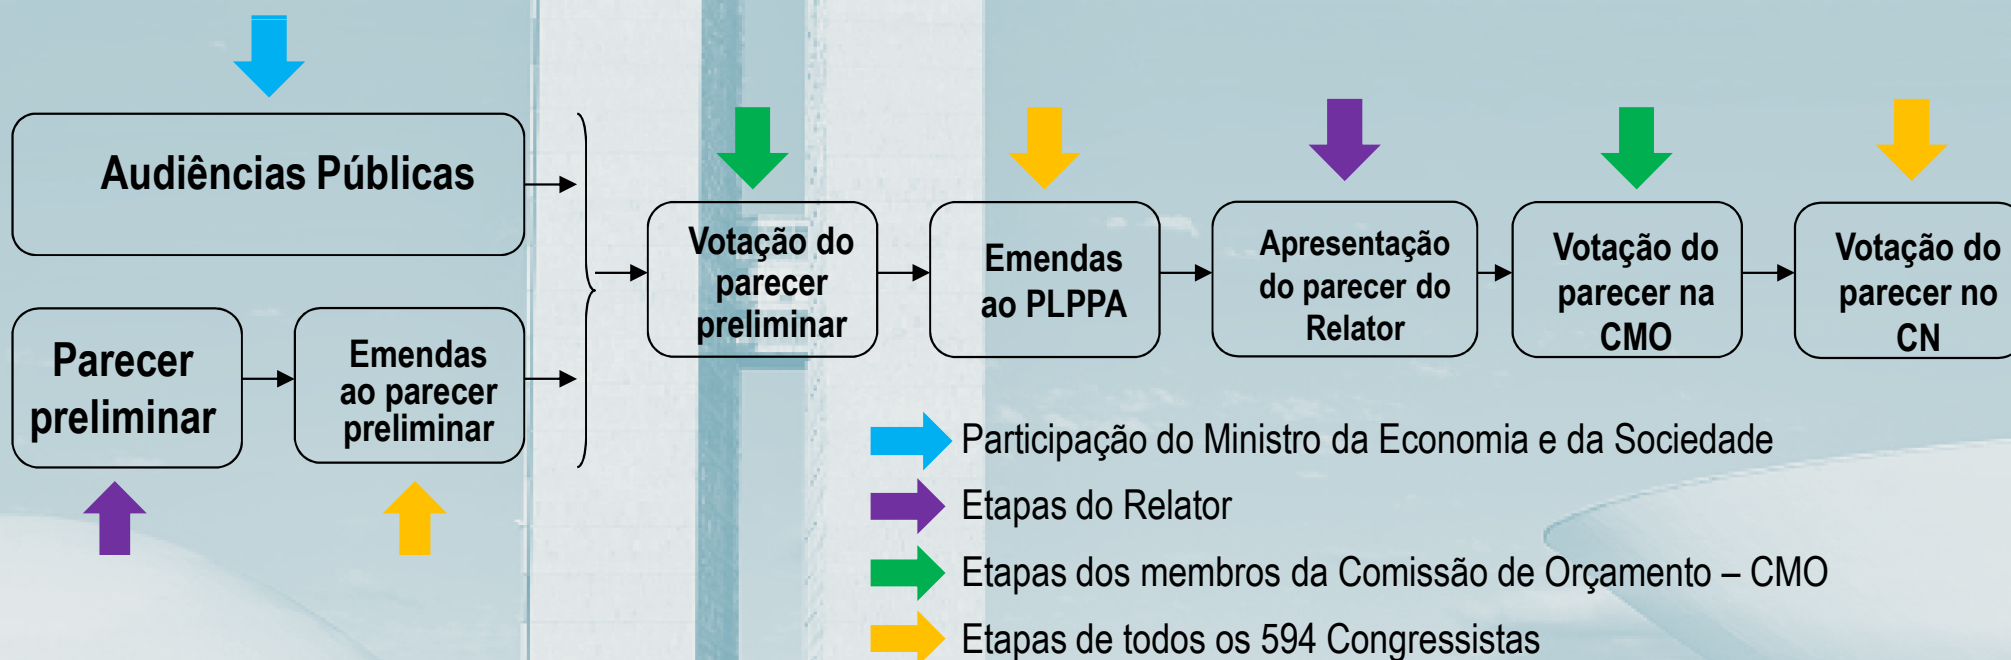 Audiências Públicas
Parecer
preliminar
Emendas
ao parecer
preliminar
Votação do
parecer
preliminar
Emendas
ao PLPPA
Apresentação
do parecer do
Relator
Votação do
parecer na
CMO
Votação do
parecer no
CN
Participação do Ministro da Economia e da Sociedade
Etapas do Relator
Etapas dos membros da Comissão de Orçamento – CMO
Etapas de todos os 594 Congressistas